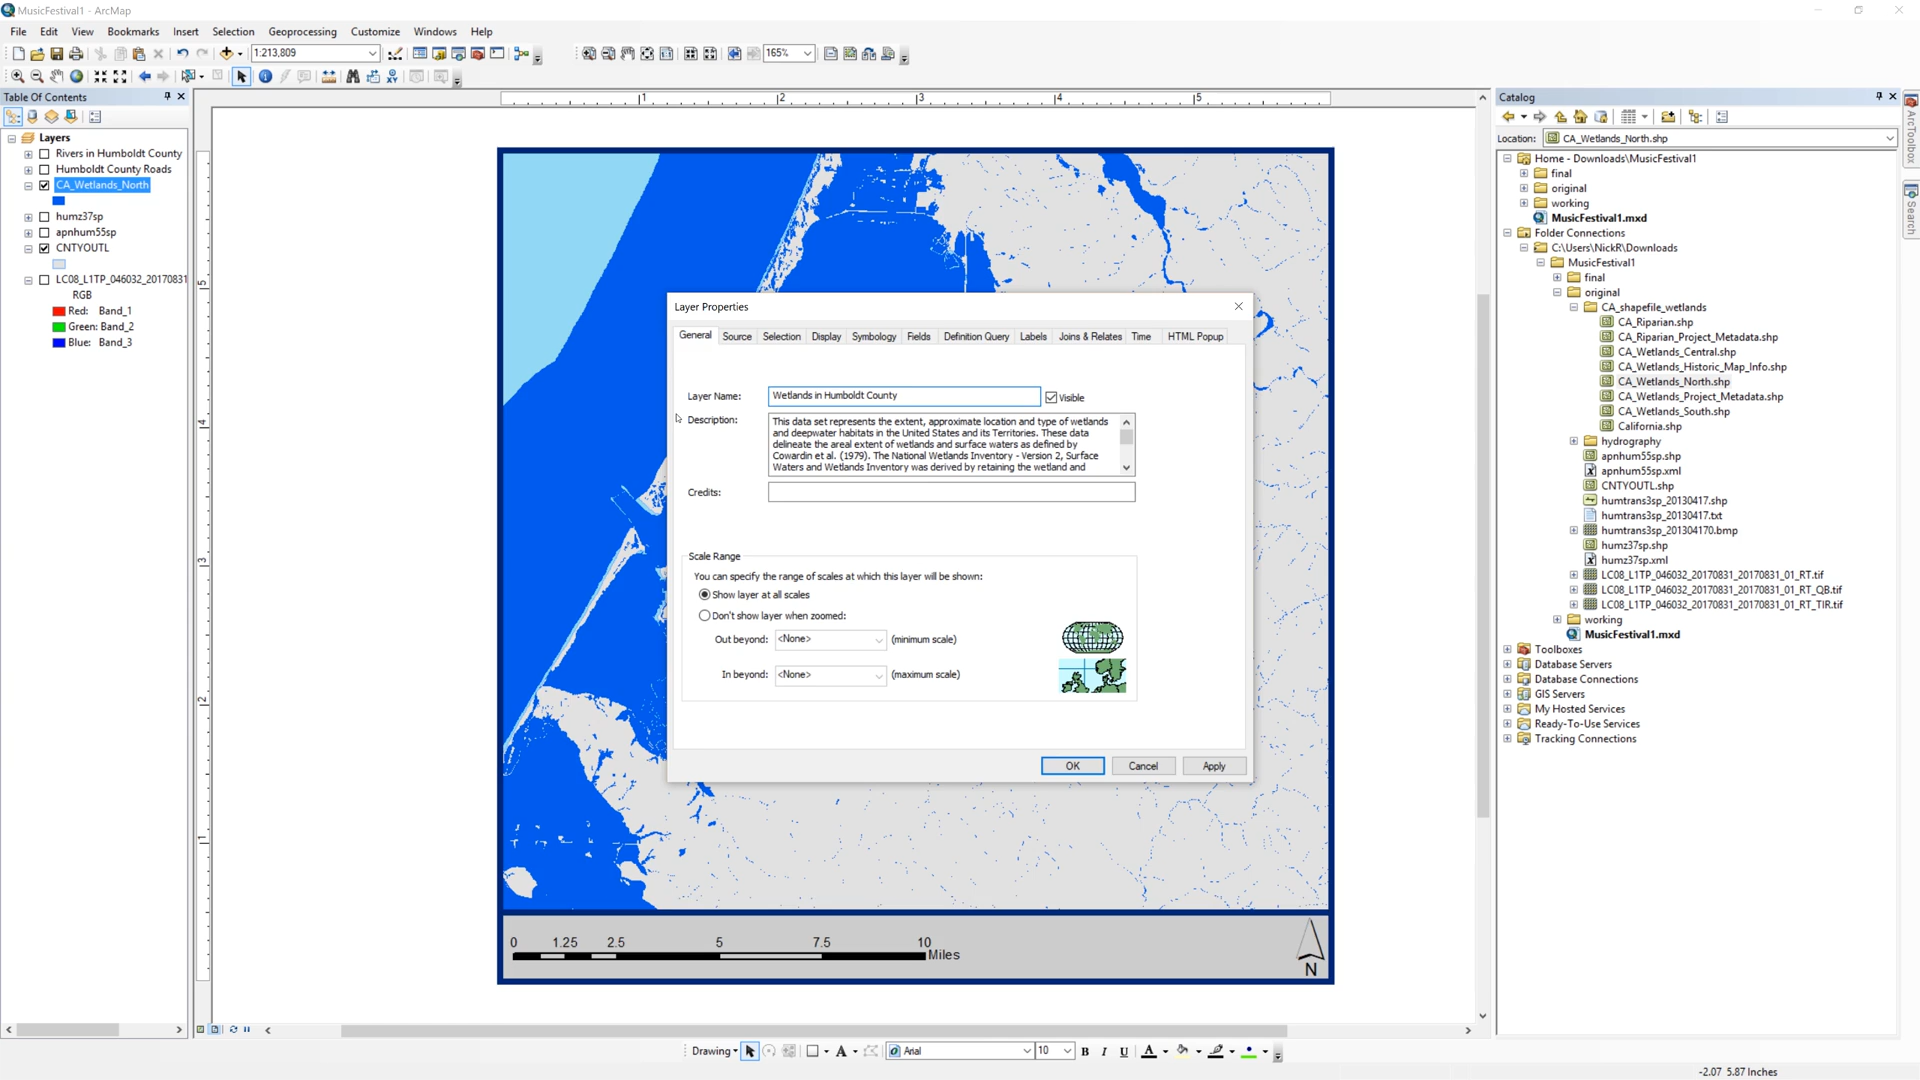 MusicFestival1 - ArcMap
File Edit View Bookmarks Insert Selection Geoprocessing Customize Windows Help
1:213,809
165%
Table Of Contents
Layers
Rivers in Humboldt County
Humboldt County Roads
CA_Wetlands_North
humz37sp
apnhum55sp
CNTYOUTL
LC08_L1TP_046032_20170831
RGB
Red: Band_1
Green: Band_2
Blue: Band_3
1 2 3 4 5
5
4
3
2
1
Layer Properties
General Source Selection Display Symbology Fields Definition Query Labels Joins & Relates Time HTML Popup
Layer Name: Wetlands in Humboldt County Visible
Description: This data set represents the extent, approximate location and type of wetlands
and deepwater habitats in the United States and its Territories. These data
delineate the areal extent of wetlands and surface waters as defined by
Cowardin et al. (1979). The National Wetlands Inventory - Version 2, Surface
Waters and Wetlands Inventory was derived by retaining the wetland and
Credits:
Scale Range
You can specify the range of scales at which this layer will be shown:
Show layer at all scales
Don't show layer when zoomed:
Out beyond: <None> (minimum scale)
In beyond: <None> (maximum scale)
OK Cancel Apply
0 1.25 2.5 5 7.5 10
Miles
N
Catalog
Location: CA_Wetlands_North.shp
Home - Downloads\MusicFestival1
final
original
working
MusicFestival1.mxd
Folder Connections
C:\Users\NickR\Downloads
MusicFestival1
final
original
CA_shapefile_wetlands
CA_Riparian.shp
CA_Riparian_Project_Metadata.shp
CA_Wetlands_Central.shp
CA_Wetlands_Historic_Map_Info.shp
CA_Wetlands_North.shp
CA_Wetlands_Project_Metadata.shp
CA_Wetlands_South.shp
California.shp
hydrography
apnhum55sp.shp
apnhum55sp.xml
CNTYOUTL.shp
humtrans3sp_20130417.shp
humtrans3sp_20130417.txt
humtrans3sp_201304170.bmp
humz37sp.shp
humz37sp.xml
LC08_L1TP_046032_20170831_20170831_01_RT.tif
LC08_L1TP_046032_20170831_20170831_01_RT_QB.tif
LC08_L1TP_046032_20170831_20170831_01_RT_TIR.tif
working
MusicFestival1.mxd
Toolboxes
Database Servers
Database Connections
GIS Servers
My Hosted Services
Ready-To-Use Services
Tracking Connections
ArcToolbox
Search
Drawing A Arial 10 B I U A
-2.07 5.87 Inches